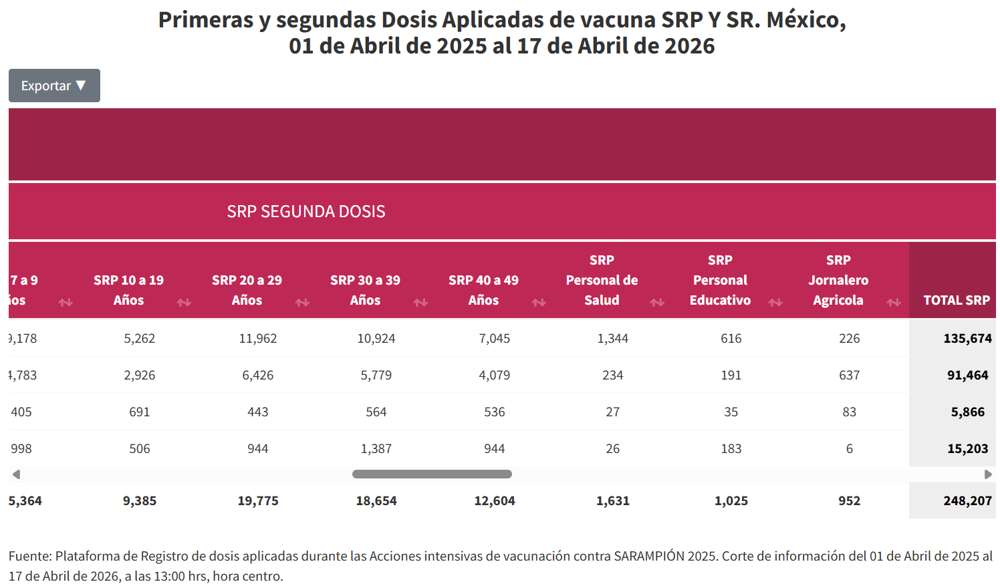 Primeras y segundas Dosis Aplicadas de vacuna SRP Y SR. México,
01 de Abril de 2025 al 17 de Abril de 2026
Exportar ▼
SRP SEGUNDA DOSIS
7 a 9 SRP 10 a 19 SRP 20 a 29 SRP 30 a 39 SRP 40 a 49 SRP Personal de SRP Personal SRP Jornalero
Años Años Años Años Salud Educativo Agricola TOTAL SRP
5,262 11,962 10,924 7,045 1,344 616 226 135,674
2,926 6,426 5,779 4,079 234 191 637 91,464
405 691 443 564 536 27 35 83 5,866
998 506 944 1,387 944 26 183 6 15,203
5,364 9,385 19,775 18,654 12,604 1,631 1,025 952 248,207
Fuente: Plataforma de Registro de dosis aplicadas durante las Acciones intensivas de vacunación contra SARAMPIÓN 2025. Corte de información del 01 de Abril de 2025 al
17 de Abril de 2026, a las 13:00 hrs, hora centro.